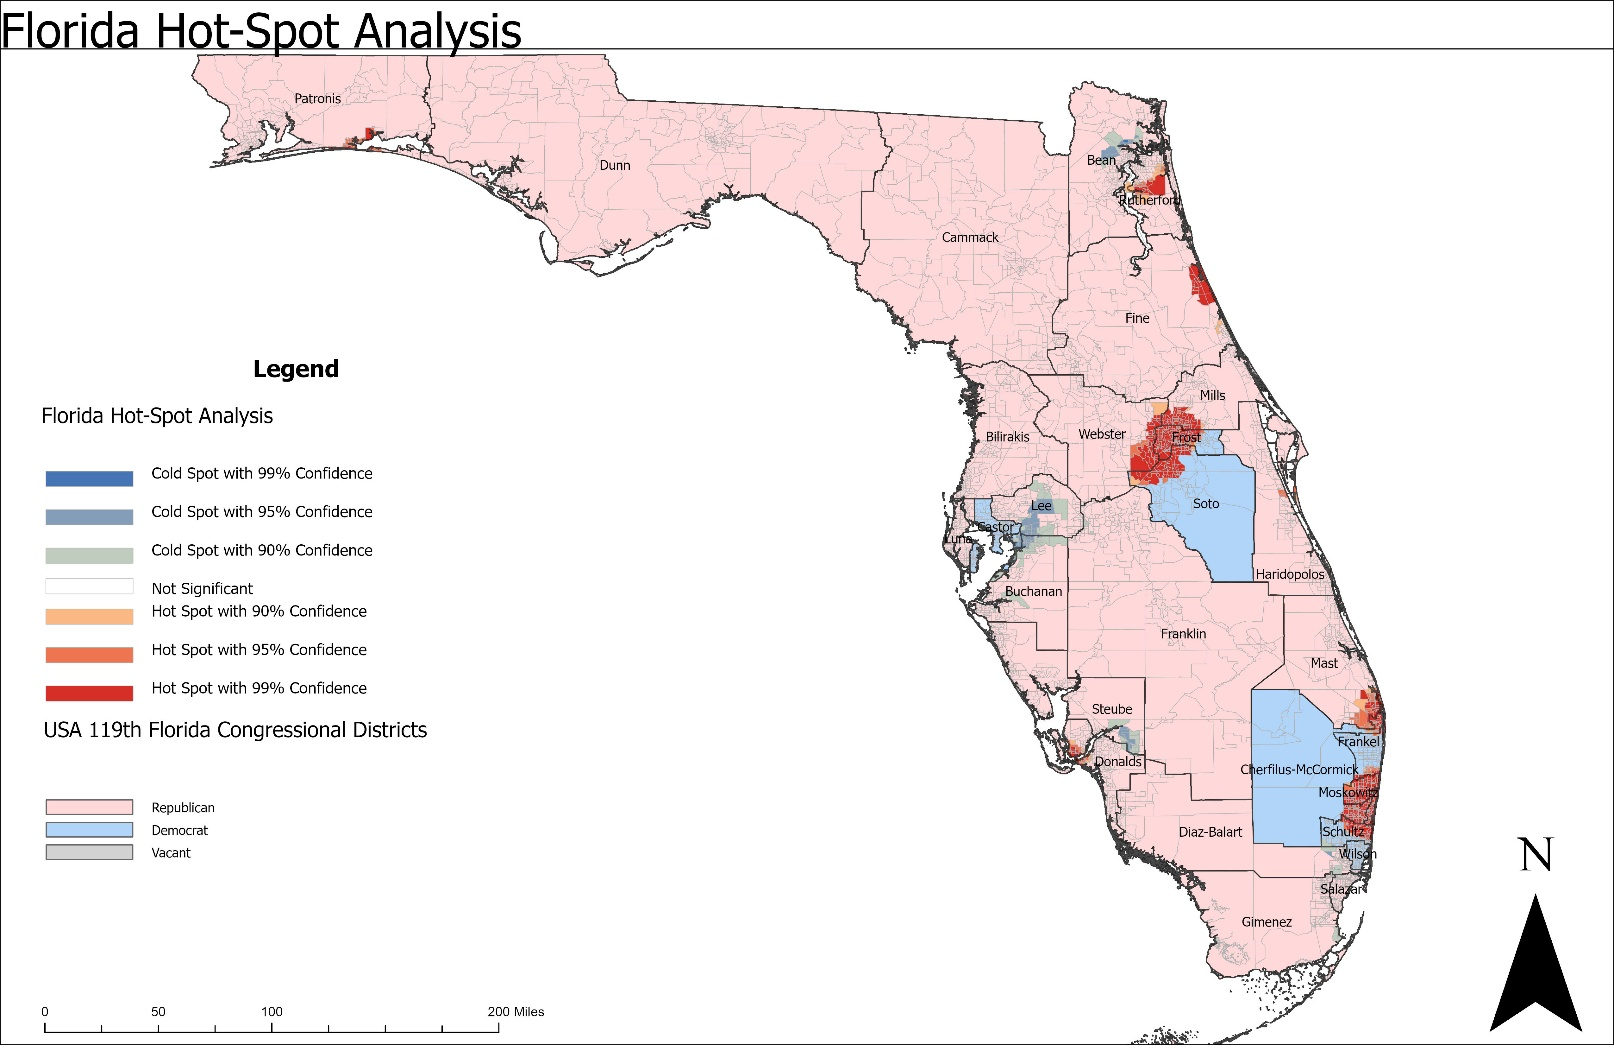 Florida Hot-Spot Analysis
Patronis
Dunn
Bean
Rutherford
Cammack
Fine
Mills
Bilirakis
Webster
Frost
Lee
Soto
Castor
Luna
Haridopolos
Buchanan
Franklin
Mast
Steube
Frankel
Donalds
Cherfilus-McCormick
Moskowitz
Diaz-Balart
Schultz
Wilson
Salazar
Gimenez
Legend
Florida Hot-Spot Analysis
Cold Spot with 99% Confidence
Cold Spot with 95% Confidence
Cold Spot with 90% Confidence
Not Significant
Hot Spot with 90% Confidence
Hot Spot with 95% Confidence
Hot Spot with 99% Confidence
USA 119th Florida Congressional Districts
Republican
Democrat
Vacant
N
0 50 100 200 Miles